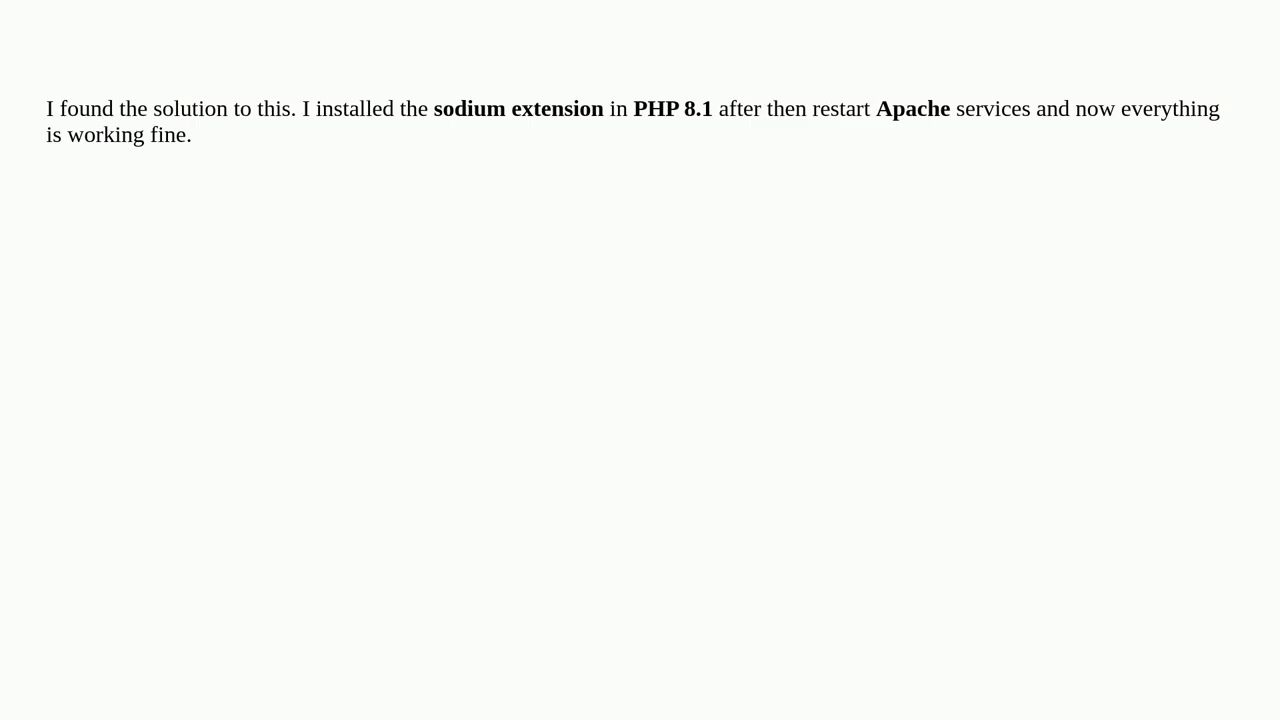 I found the solution to this. I installed the sodium extension in PHP 8.1 after then restart Apache services and now everything
is working fine.